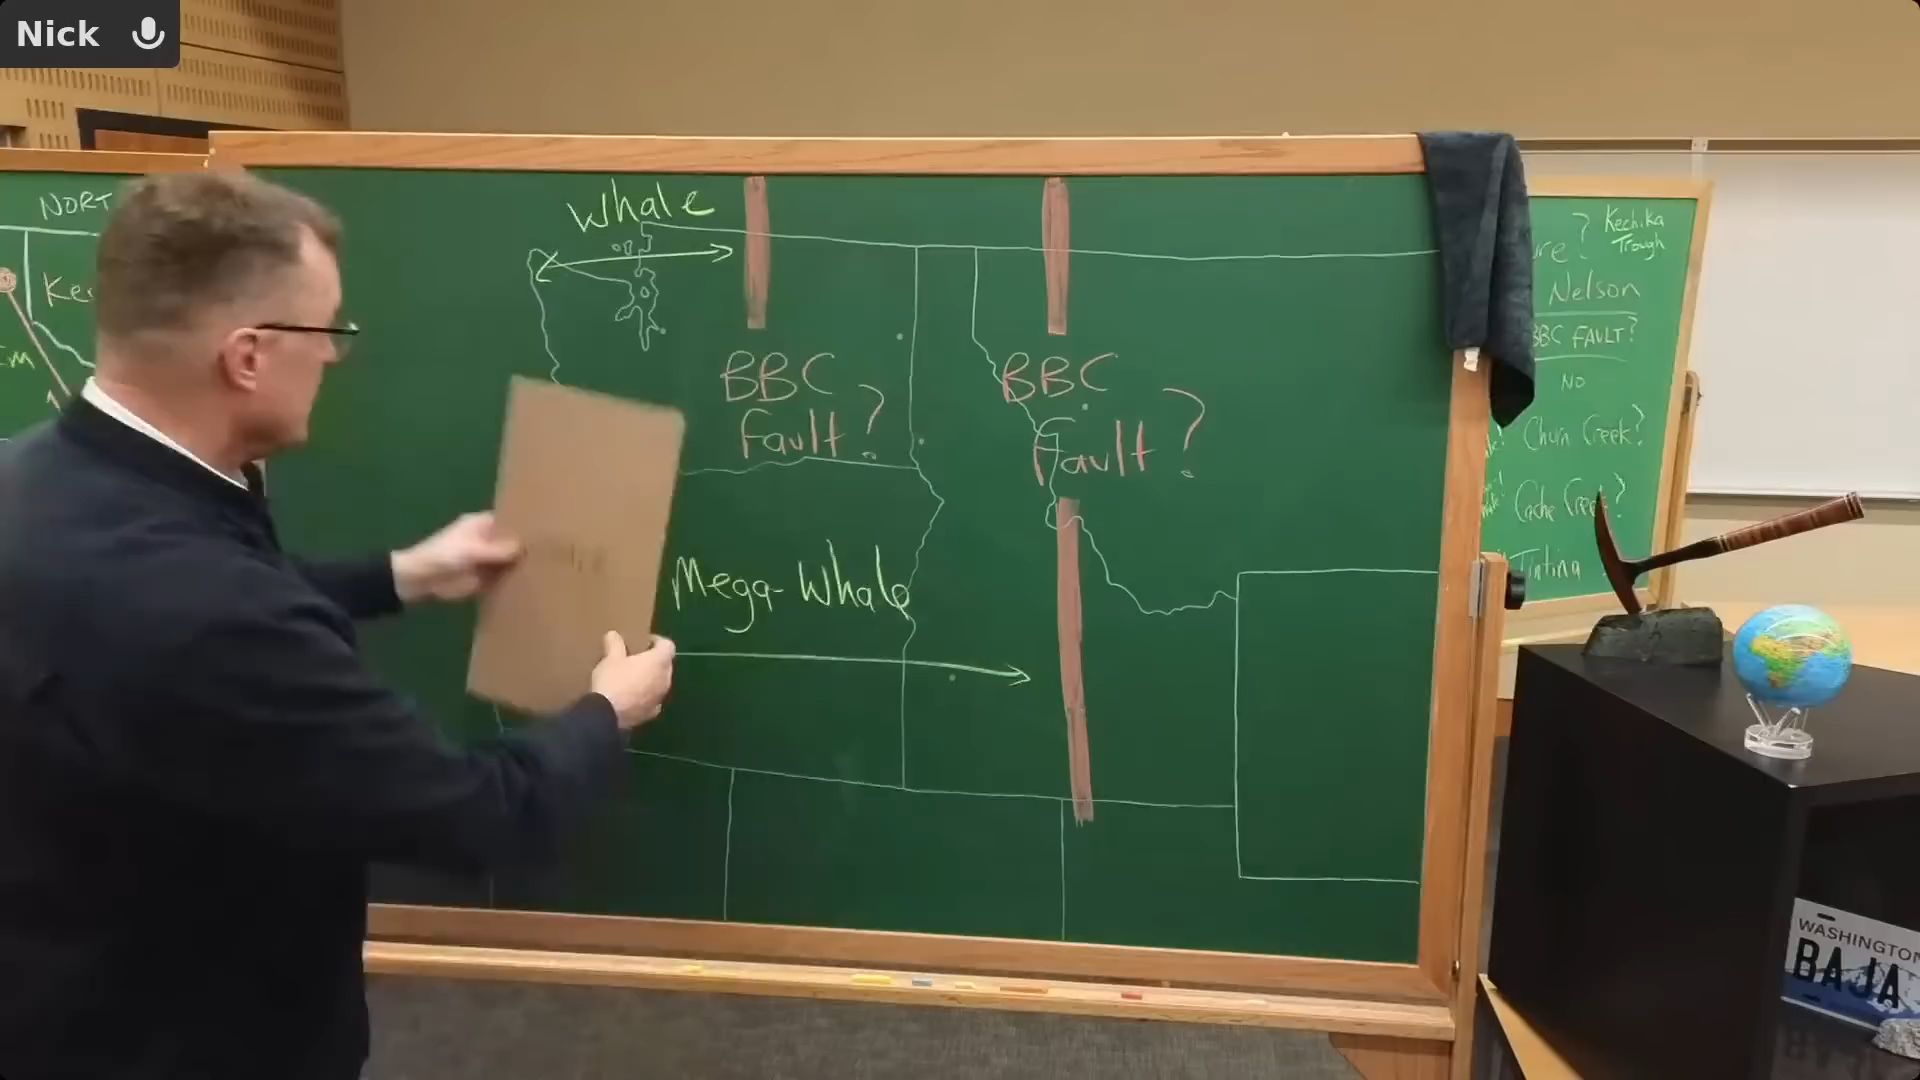 Nick
NORT
Ke
Whale
BBC
Fault?
BBC
Fault?
Mega-Whale
Kechika
Trough
?
Nelson
BBC FAULT?
NO
Churn Creek?
Cache Creek?
Tintina
WASHINGTON
BAJA